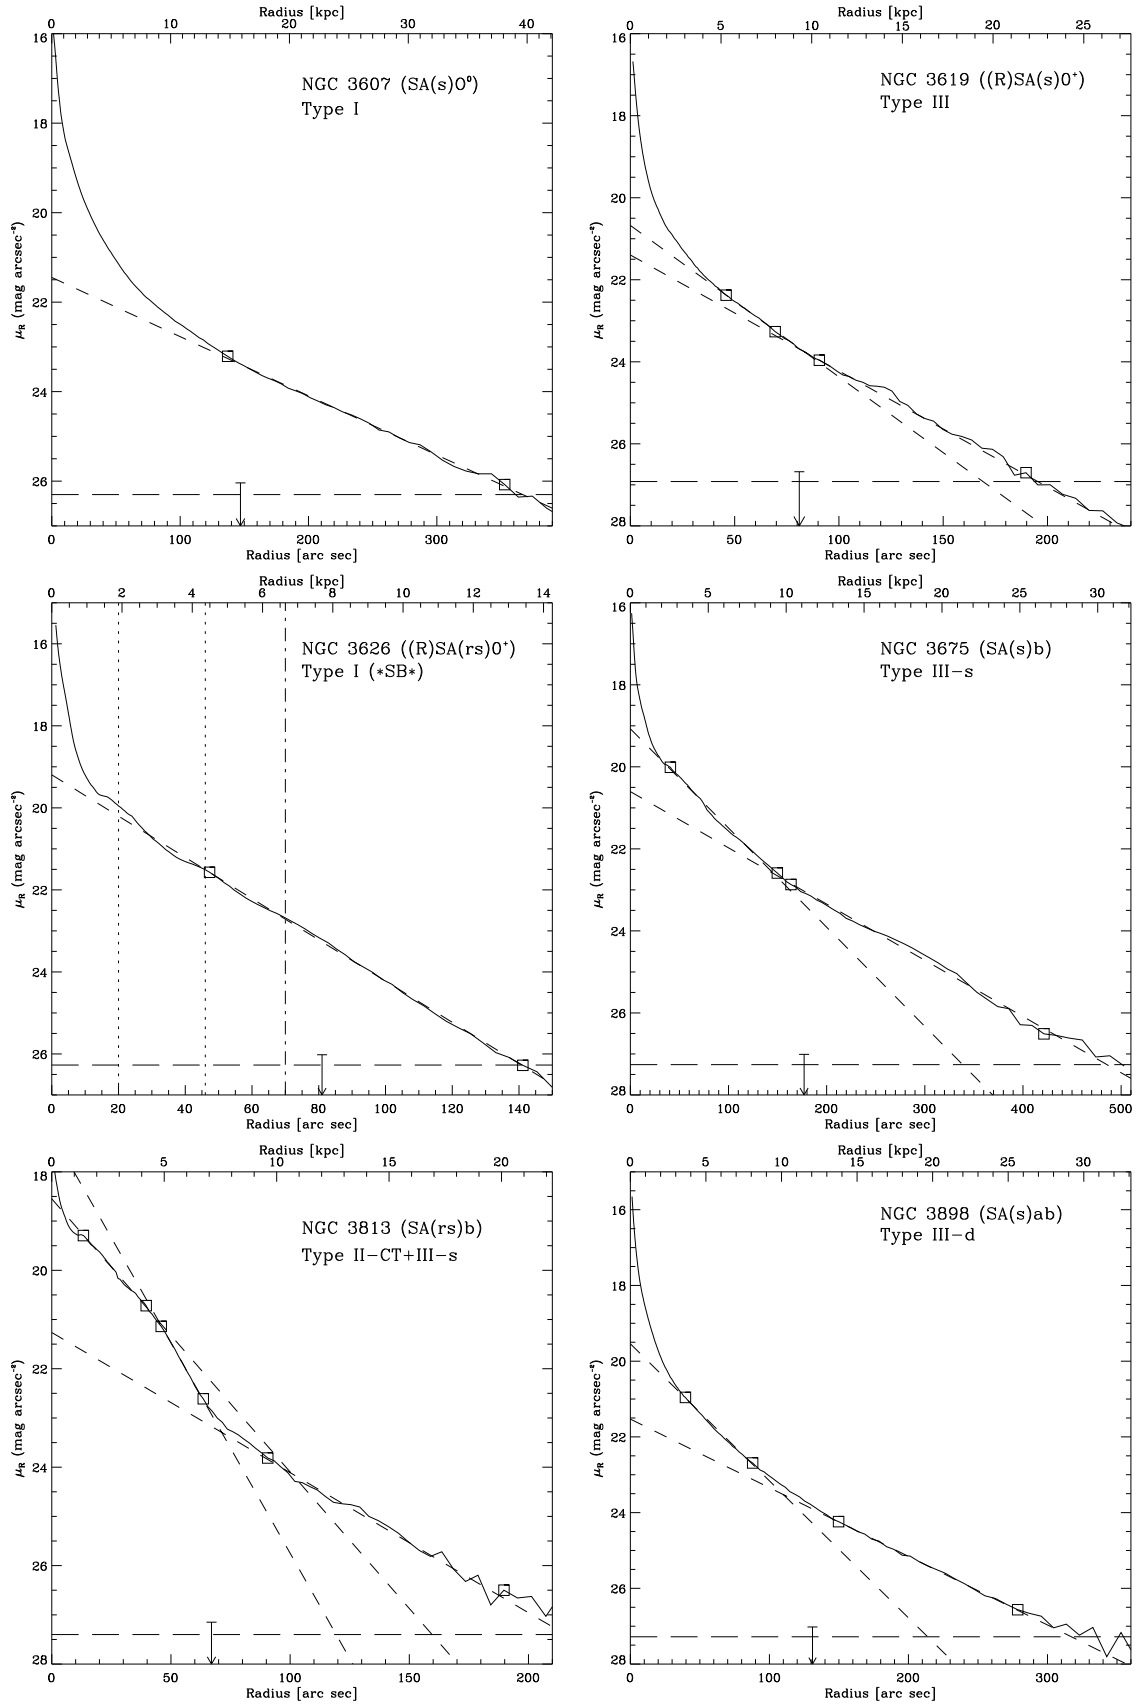 Radius [kpc]
0 10 20 30 40
16
18
20
22
24
26
μR (mag arcsec⁻²)
NGC 3607 (SA(s)0⁰)
Type I
0 100 200 300
Radius [arc sec]
Radius [kpc]
0 5 10 15 20 25
16
18
20
22
24
26
28
μR (mag arcsec⁻²)
NGC 3619 ((R)SA(s)0⁺)
Type III
50 100 150 200
Radius [arc sec]
Radius [kpc]
0 2 4 6 8 10 12 14
16
18
20
22
24
26
μR (mag arcsec⁻²)
NGC 3626 ((R)SA(rs)0⁺)
Type I (*SB*)
0 20 40 60 80 100 120 140
Radius [arc sec]
Radius [kpc]
0 5 10 15 20 25 30
16
18
20
22
24
26
28
μR (mag arcsec⁻²)
NGC 3675 (SA(s)b)
Type III-s
0 100 200 300 400 500
Radius [arc sec]
Radius [kpc]
0 5 10 15 20
18
20
22
24
26
28
μR (mag arcsec⁻²)
NGC 3813 (SA(rs)b)
Type II-CT+III-s
0 50 100 150 200
Radius [arc sec]
Radius [kpc]
0 5 10 15 20 25 30
16
18
20
22
24
26
28
μR (mag arcsec⁻²)
NGC 3898 (SA(s)ab)
Type III-d
0 100 200 300
Radius [arc sec]